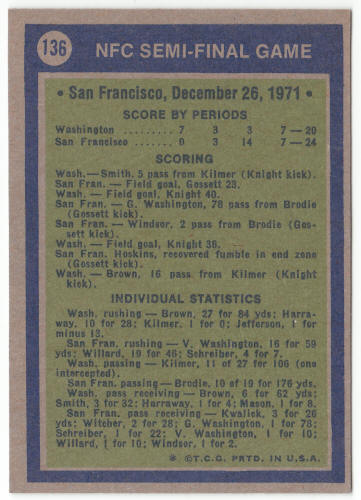 136 NFC SEMI-FINAL GAME
• San Francisco, December 26, 1971 •
SCORE BY PERIODS
Washington ......... 7 3 3 7 — 20
San Francisco ...... 0 3 14 7 — 24
SCORING
Wash.—Smith, 5 pass from Kilmer (Knight kick).
San Fran. — Field goal, Gossett 23.
Wash. — Field goal, Knight 40.
San Fran. — G. Washington, 78 pass from Brodie
(Gossett kick).
San Fran. — Windsor, 2 pass from Brodie (Gos-
sett kick).
Wash. — Field goal, Knight 36.
San Fran. Hoskins, recovered fumble in end zone
(Gossett kick).
Wash. — Brown, 16 pass from Kilmer (Knight
kick).
INDIVIDUAL STATISTICS
Wash. rushing — Brown, 27 for 84 yds; Harra-
way, 10 for 28; Kilmer, 1 for 0; Jefferson, 1 for
minus 13.
San Fran. rushing — V. Washington, 16 for 59
yds; Willard, 19 for 46; Schreiber, 4 for 7.
Wash. passing — Kilmer, 11 of 27 for 106 (one
intercepted).
San Fran. passing — Brodie, 10 of 19 for 176 yds.
Wash. pass receiving — Brown, 6 for 62 yds;
Smith, 3 for 32; Harraway, 1 for 4; Mason, 1 for 8.
San Fran. pass receiving — Kwalick, 3 for 26
yds; Witcher, 2 for 28; G. Washington, 1 for 78;
Schreiber, 1 for 22; V. Washington, 1 for 10;
Willard, 1 for 10; Windsor, 1 for 2.
* © T.C.G. PRTD. IN U.S.A.